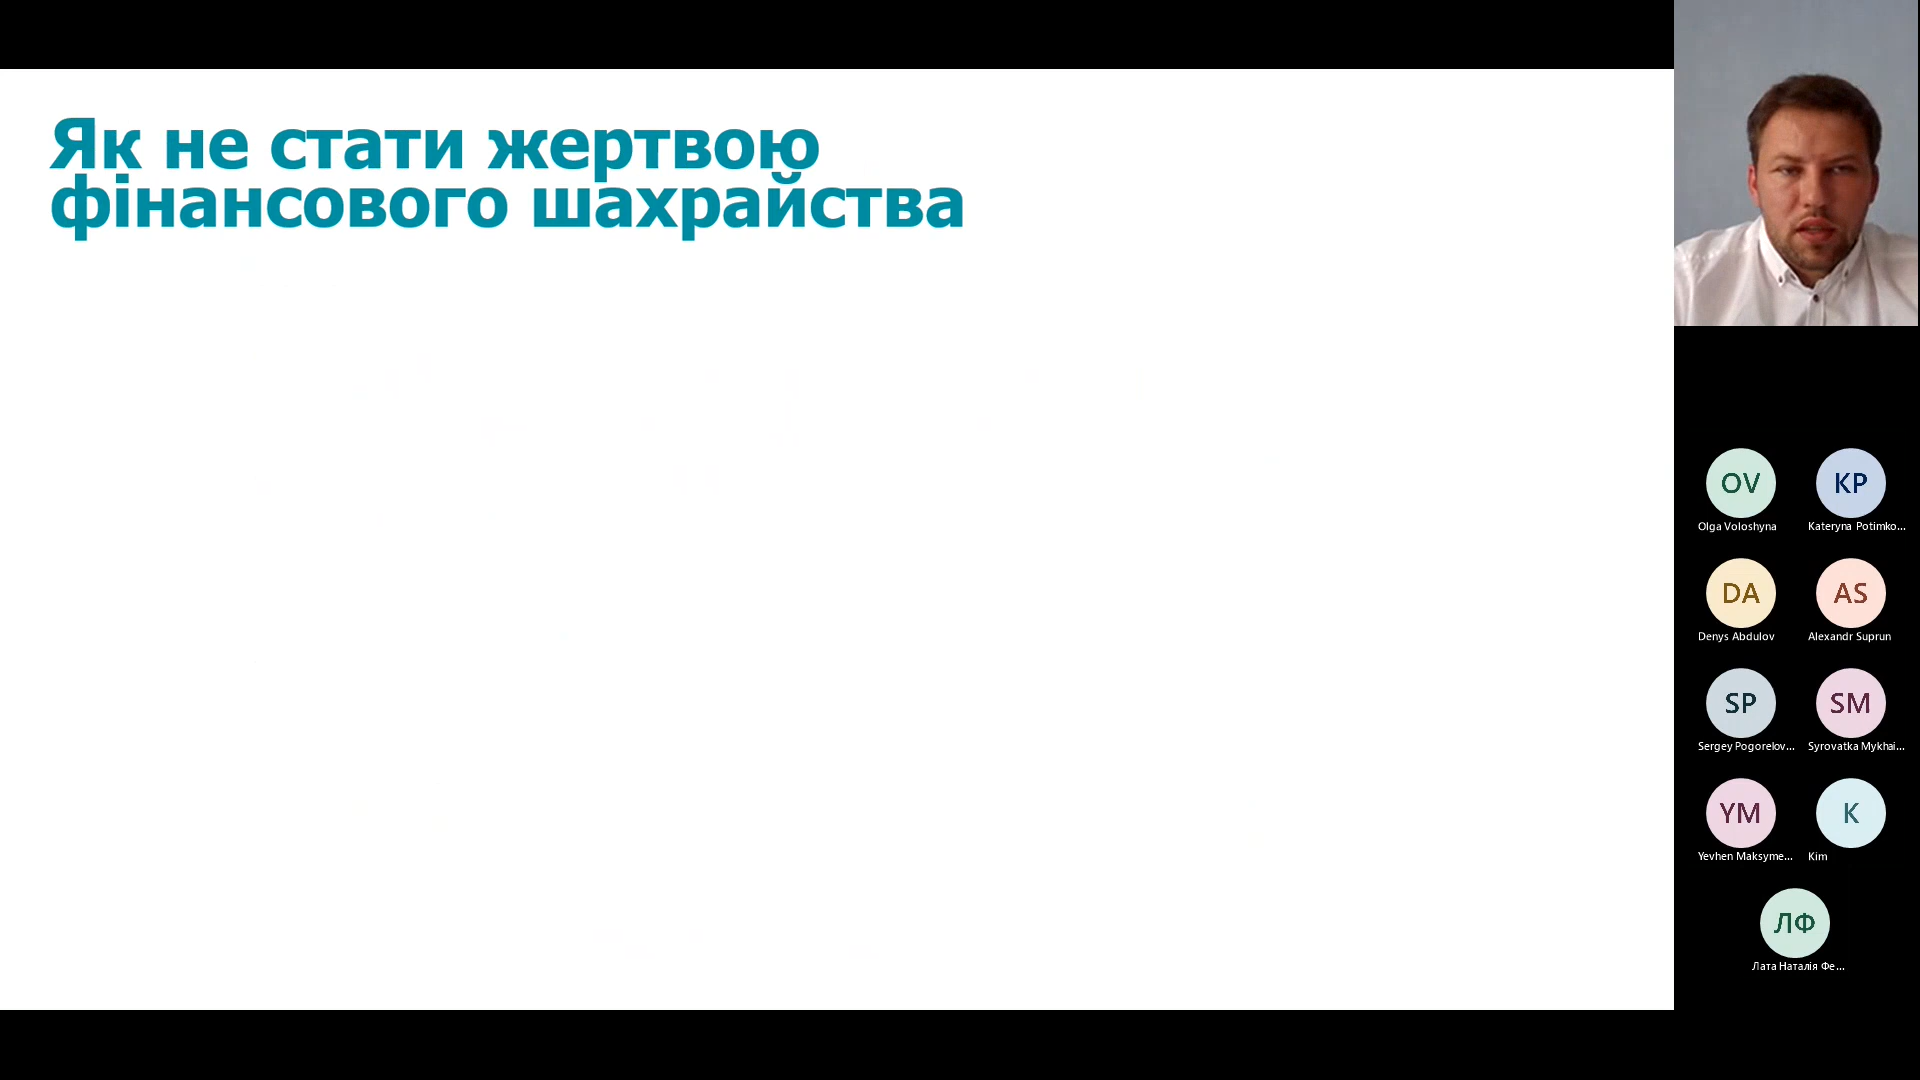 Як не стати жертвою
фінансового шахрайства
OV
KP
Olga Voloshyna
Kateryna Potimko...
DA
AS
Denys Abdulov
Alexandr Suprun
SP
SM
Sergey Pogorelov...
Syrovatka Mykhai...
YM
K
Yevhen Maksyme...
Kim
ЛФ
Лата Наталія Фе...